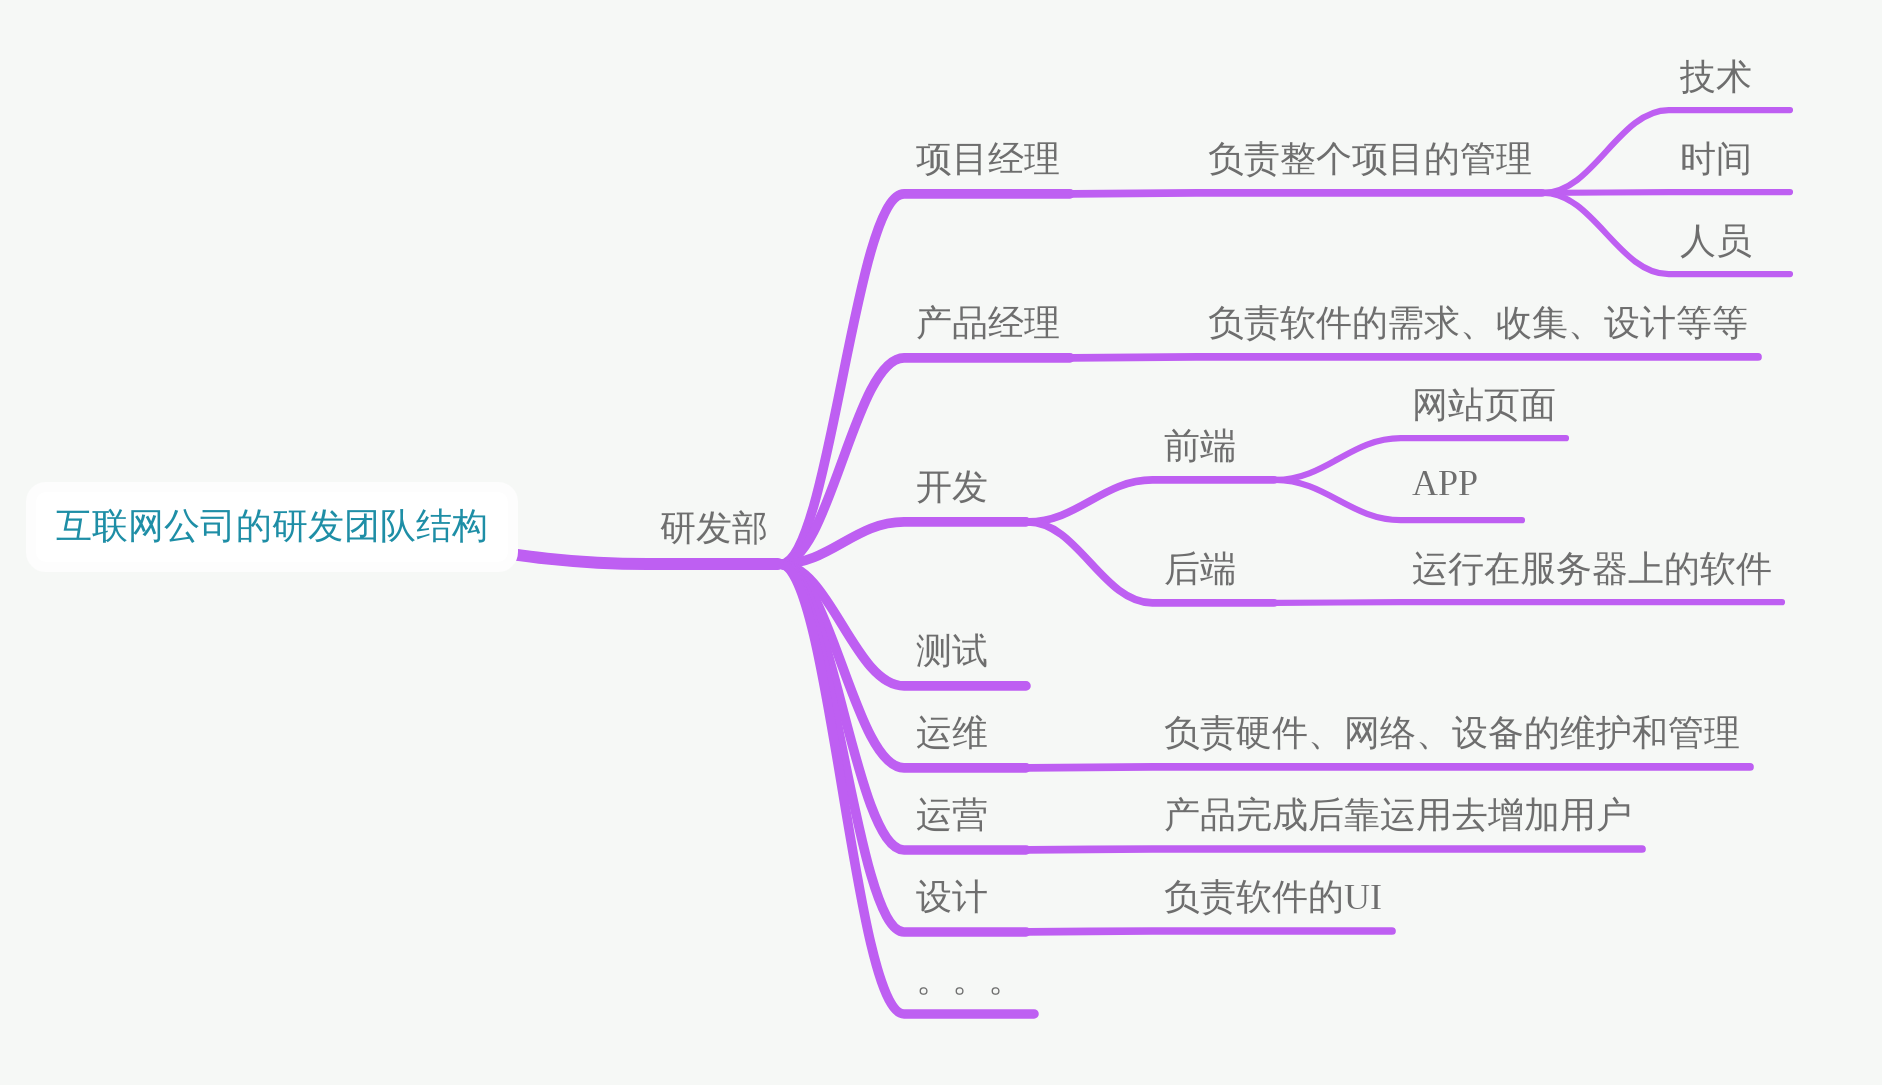 互联网公司的研发团队结构
研发部
项目经理
负责整个项目的管理
技术
时间
人员
产品经理
负责软件的需求、收集、设计等等
开发
前端
网站页面
APP
后端
运行在服务器上的软件
测试
运维
负责硬件、网络、设备的维护和管理
运营
产品完成后靠运用去增加用户
设计
负责软件的UI
。。。